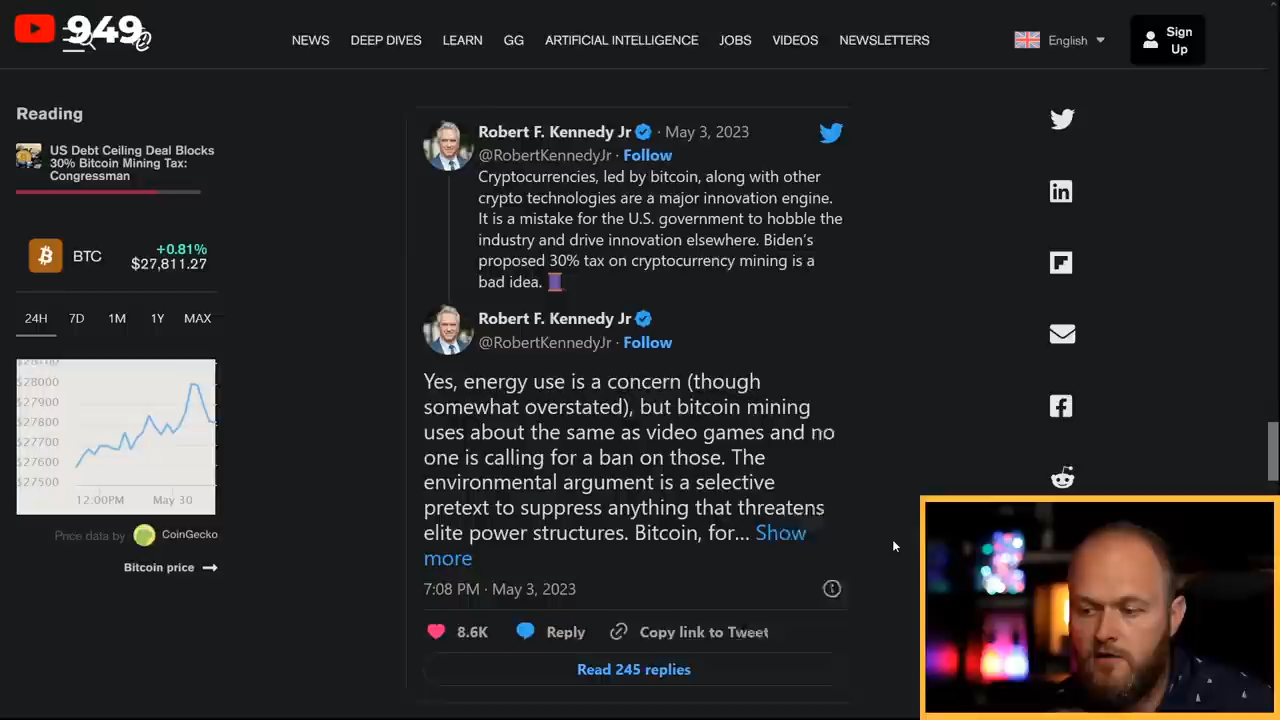 949
NEWS
DEEP DIVES
LEARN
GG
ARTIFICIAL INTELLIGENCE
JOBS
VIDEOS
NEWSLETTERS
English
Sign
Up
Reading
US Debt Ceiling Deal Blocks
30% Bitcoin Mining Tax:
Congressman
BTC
+0.81%
$27,811.27
24H
7D
1M
1Y
MAX
$28000
$27900
$27800
$27700
$27600
$27500
12:00PM
May 30
Price data by
CoinGecko
Bitcoin price
Robert F. Kennedy Jr · May 3, 2023
@RobertKennedyJr · Follow
Cryptocurrencies, led by bitcoin, along with other
crypto technologies are a major innovation engine.
It is a mistake for the U.S. government to hobble the
industry and drive innovation elsewhere. Biden's
proposed 30% tax on cryptocurrency mining is a
bad idea.
Robert F. Kennedy Jr
@RobertKennedyJr · Follow
Yes, energy use is a concern (though
somewhat overstated), but bitcoin mining
uses about the same as video games and no
one is calling for a ban on those. The
environmental argument is a selective
pretext to suppress anything that threatens
elite power structures. Bitcoin, for... Show
more
7:08 PM · May 3, 2023
8.6K
Reply
Copy link to Tweet
Read 245 replies